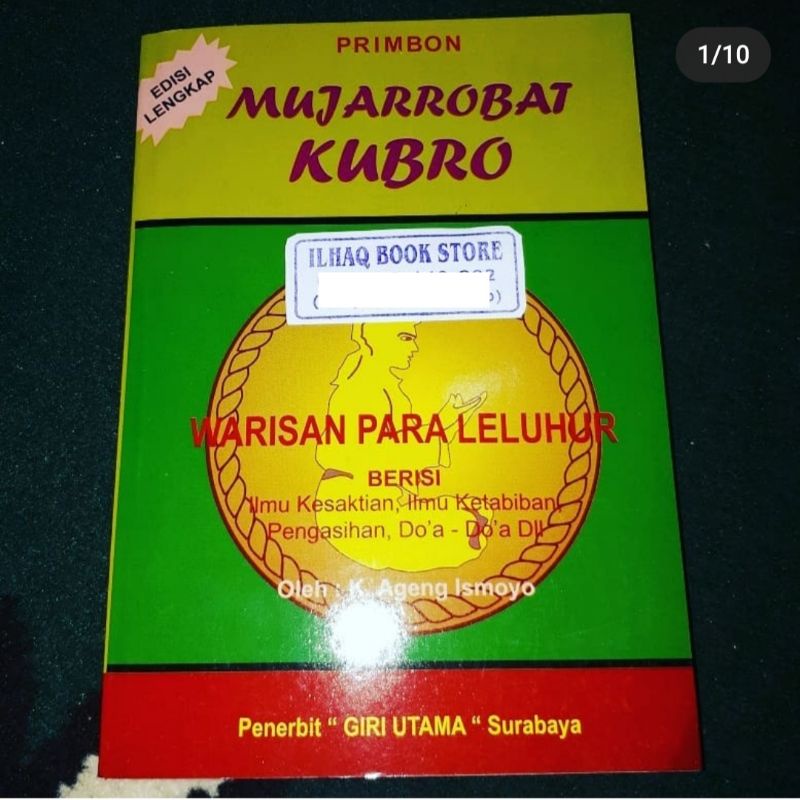 1/10
PRIMBON
EDISI
LENGKAP
MUJARROBAT
KUBRO
ILHAQ BOOK STORE
WARISAN PARA LELUHUR
BERISI
Ilmu Kesaktian, Ilmu Ketabiban,
Pengasihan, Do'a - Do'a Dll
Oleh : K. Ageng Ismoyo
Penerbit “ GIRI UTAMA “ Surabaya